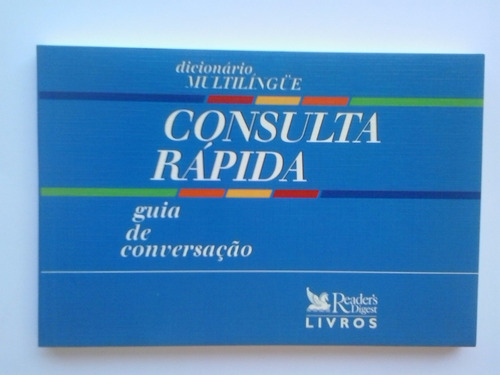 dicionário
MULTILÍNGÜE
CONSULTA
RÁPIDA
guia
de
conversação
Reader's
Digest
LIVROS